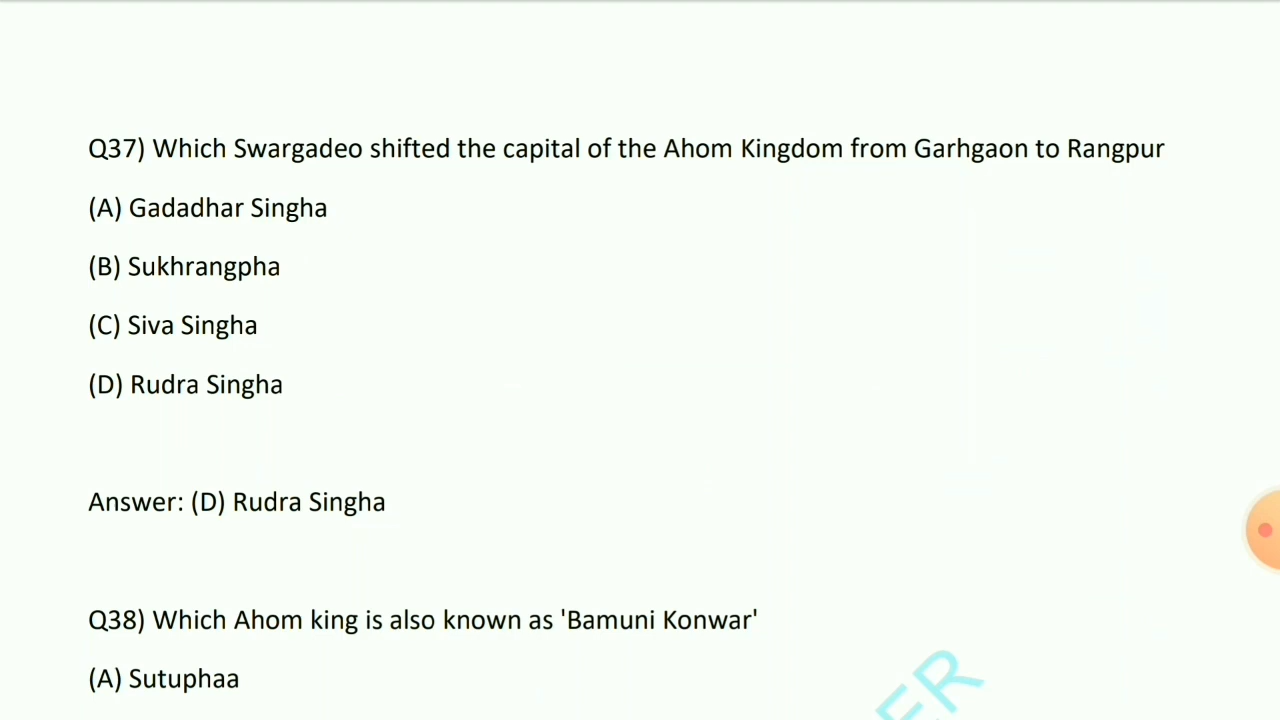 Q37) Which Swargadeo shifted the capital of the Ahom Kingdom from Garhgaon to Rangpur
(A) Gadadhar Singha
(B) Sukhrangpha
(C) Siva Singha
(D) Rudra Singha
Answer: (D) Rudra Singha
Q38) Which Ahom king is also known as 'Bamuni Konwar'
(A) Sutuphaa
ER